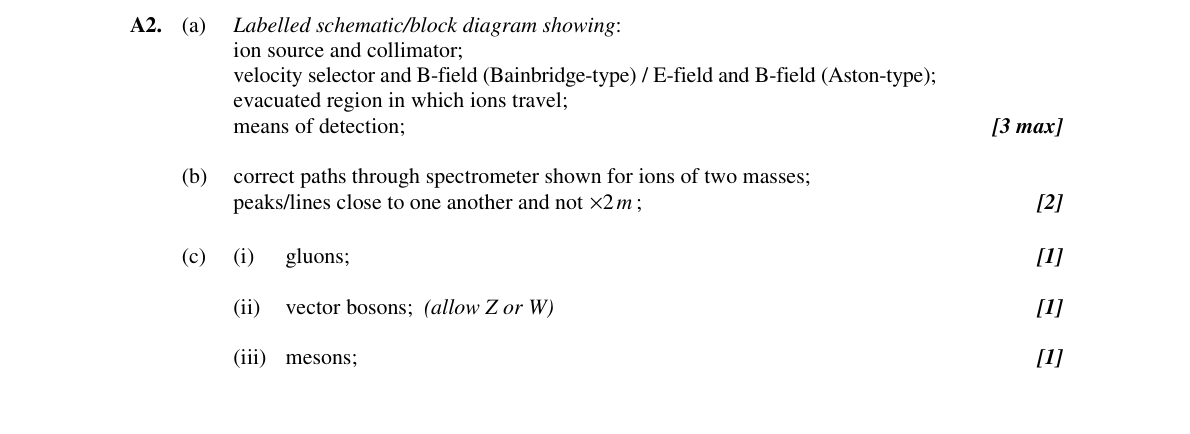 A2. (a) Labelled schematic/block diagram showing:
ion source and collimator;
velocity selector and B-field (Bainbridge-type) / E-field and B-field (Aston-type);
evacuated region in which ions travel;
means of detection; [3 max]
(b) correct paths through spectrometer shown for ions of two masses;
peaks/lines close to one another and not ×2m; [2]
(c) (i) gluons; [1]
(ii) vector bosons; (allow Z or W) [1]
(iii) mesons; [1]